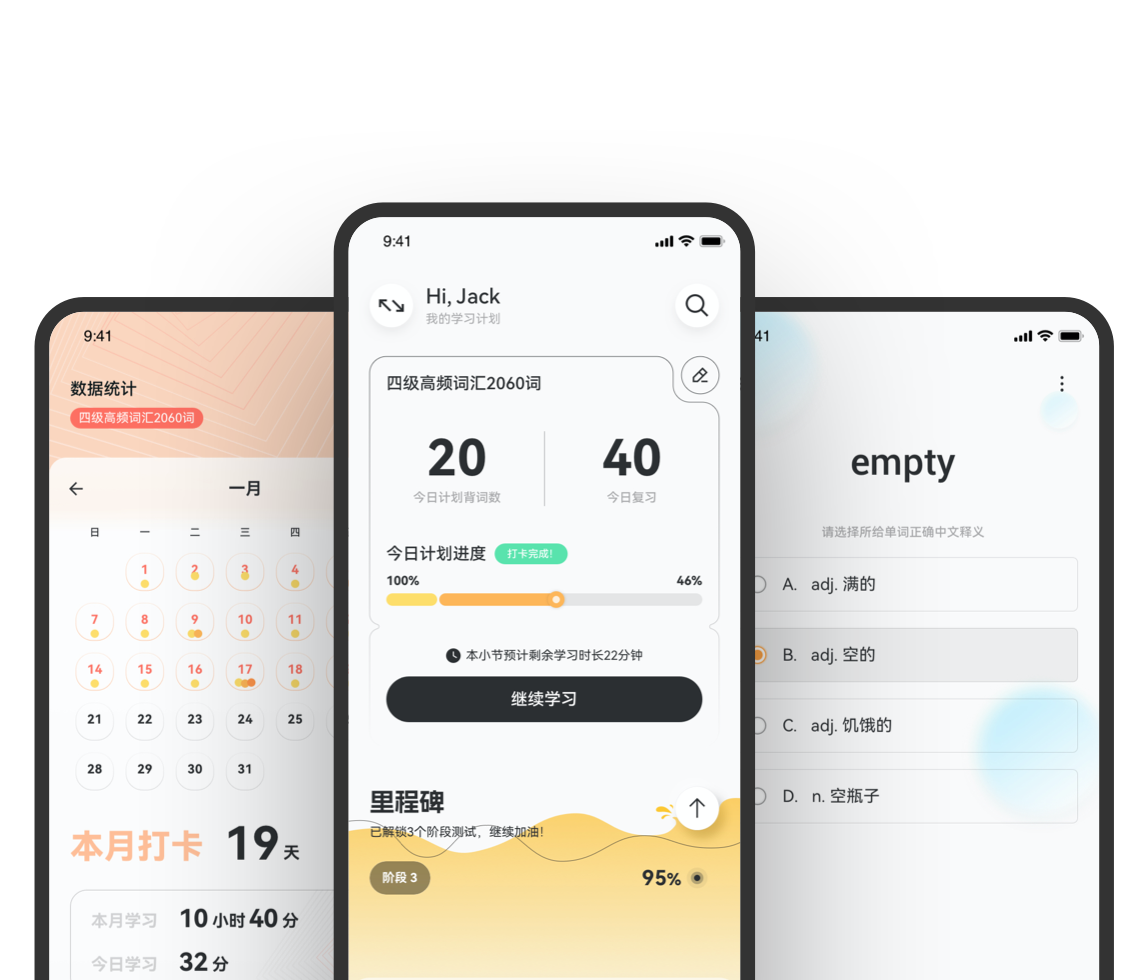 9:41
数据统计
四级高频词汇2060词
一月
日 一 二 三 四
1 2 3 4
7 8 9 10 11
14 15 16 17 18
21 22 23 24 25
28 29 30 31
本月打卡 19 天
本月学习 10 小时 40 分
今日学习 32 分
9:41
Hi, Jack
我的学习计划
四级高频词汇2060词
20 40
今日计划背词数 今日复习
今日计划进度 打卡完成!
100% 46%
本小节预计剩余学习时长22分钟
继续学习
里程碑
已解锁3个阶段测试，继续加油!
阶段 3 95%
41
empty
请选择所给单词正确中文释义
A. adj. 满的
B. adj. 空的
C. adj. 饥饿的
D. n. 空瓶子